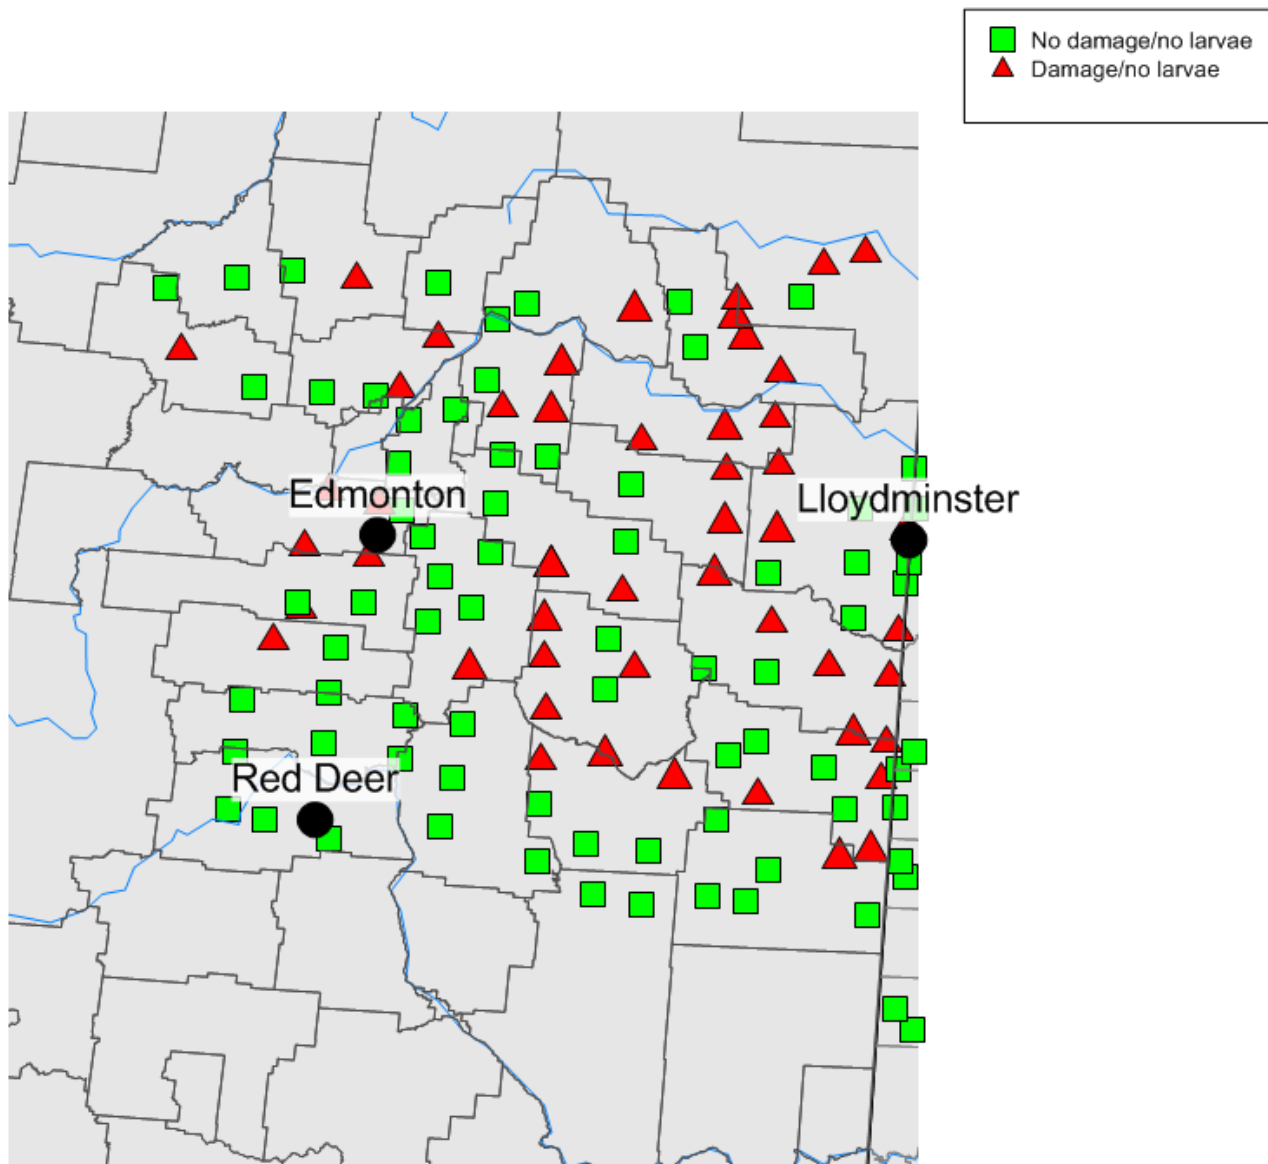 No damage/no larvae
Damage/no larvae
Edmonton
Lloydminster
Red Deer